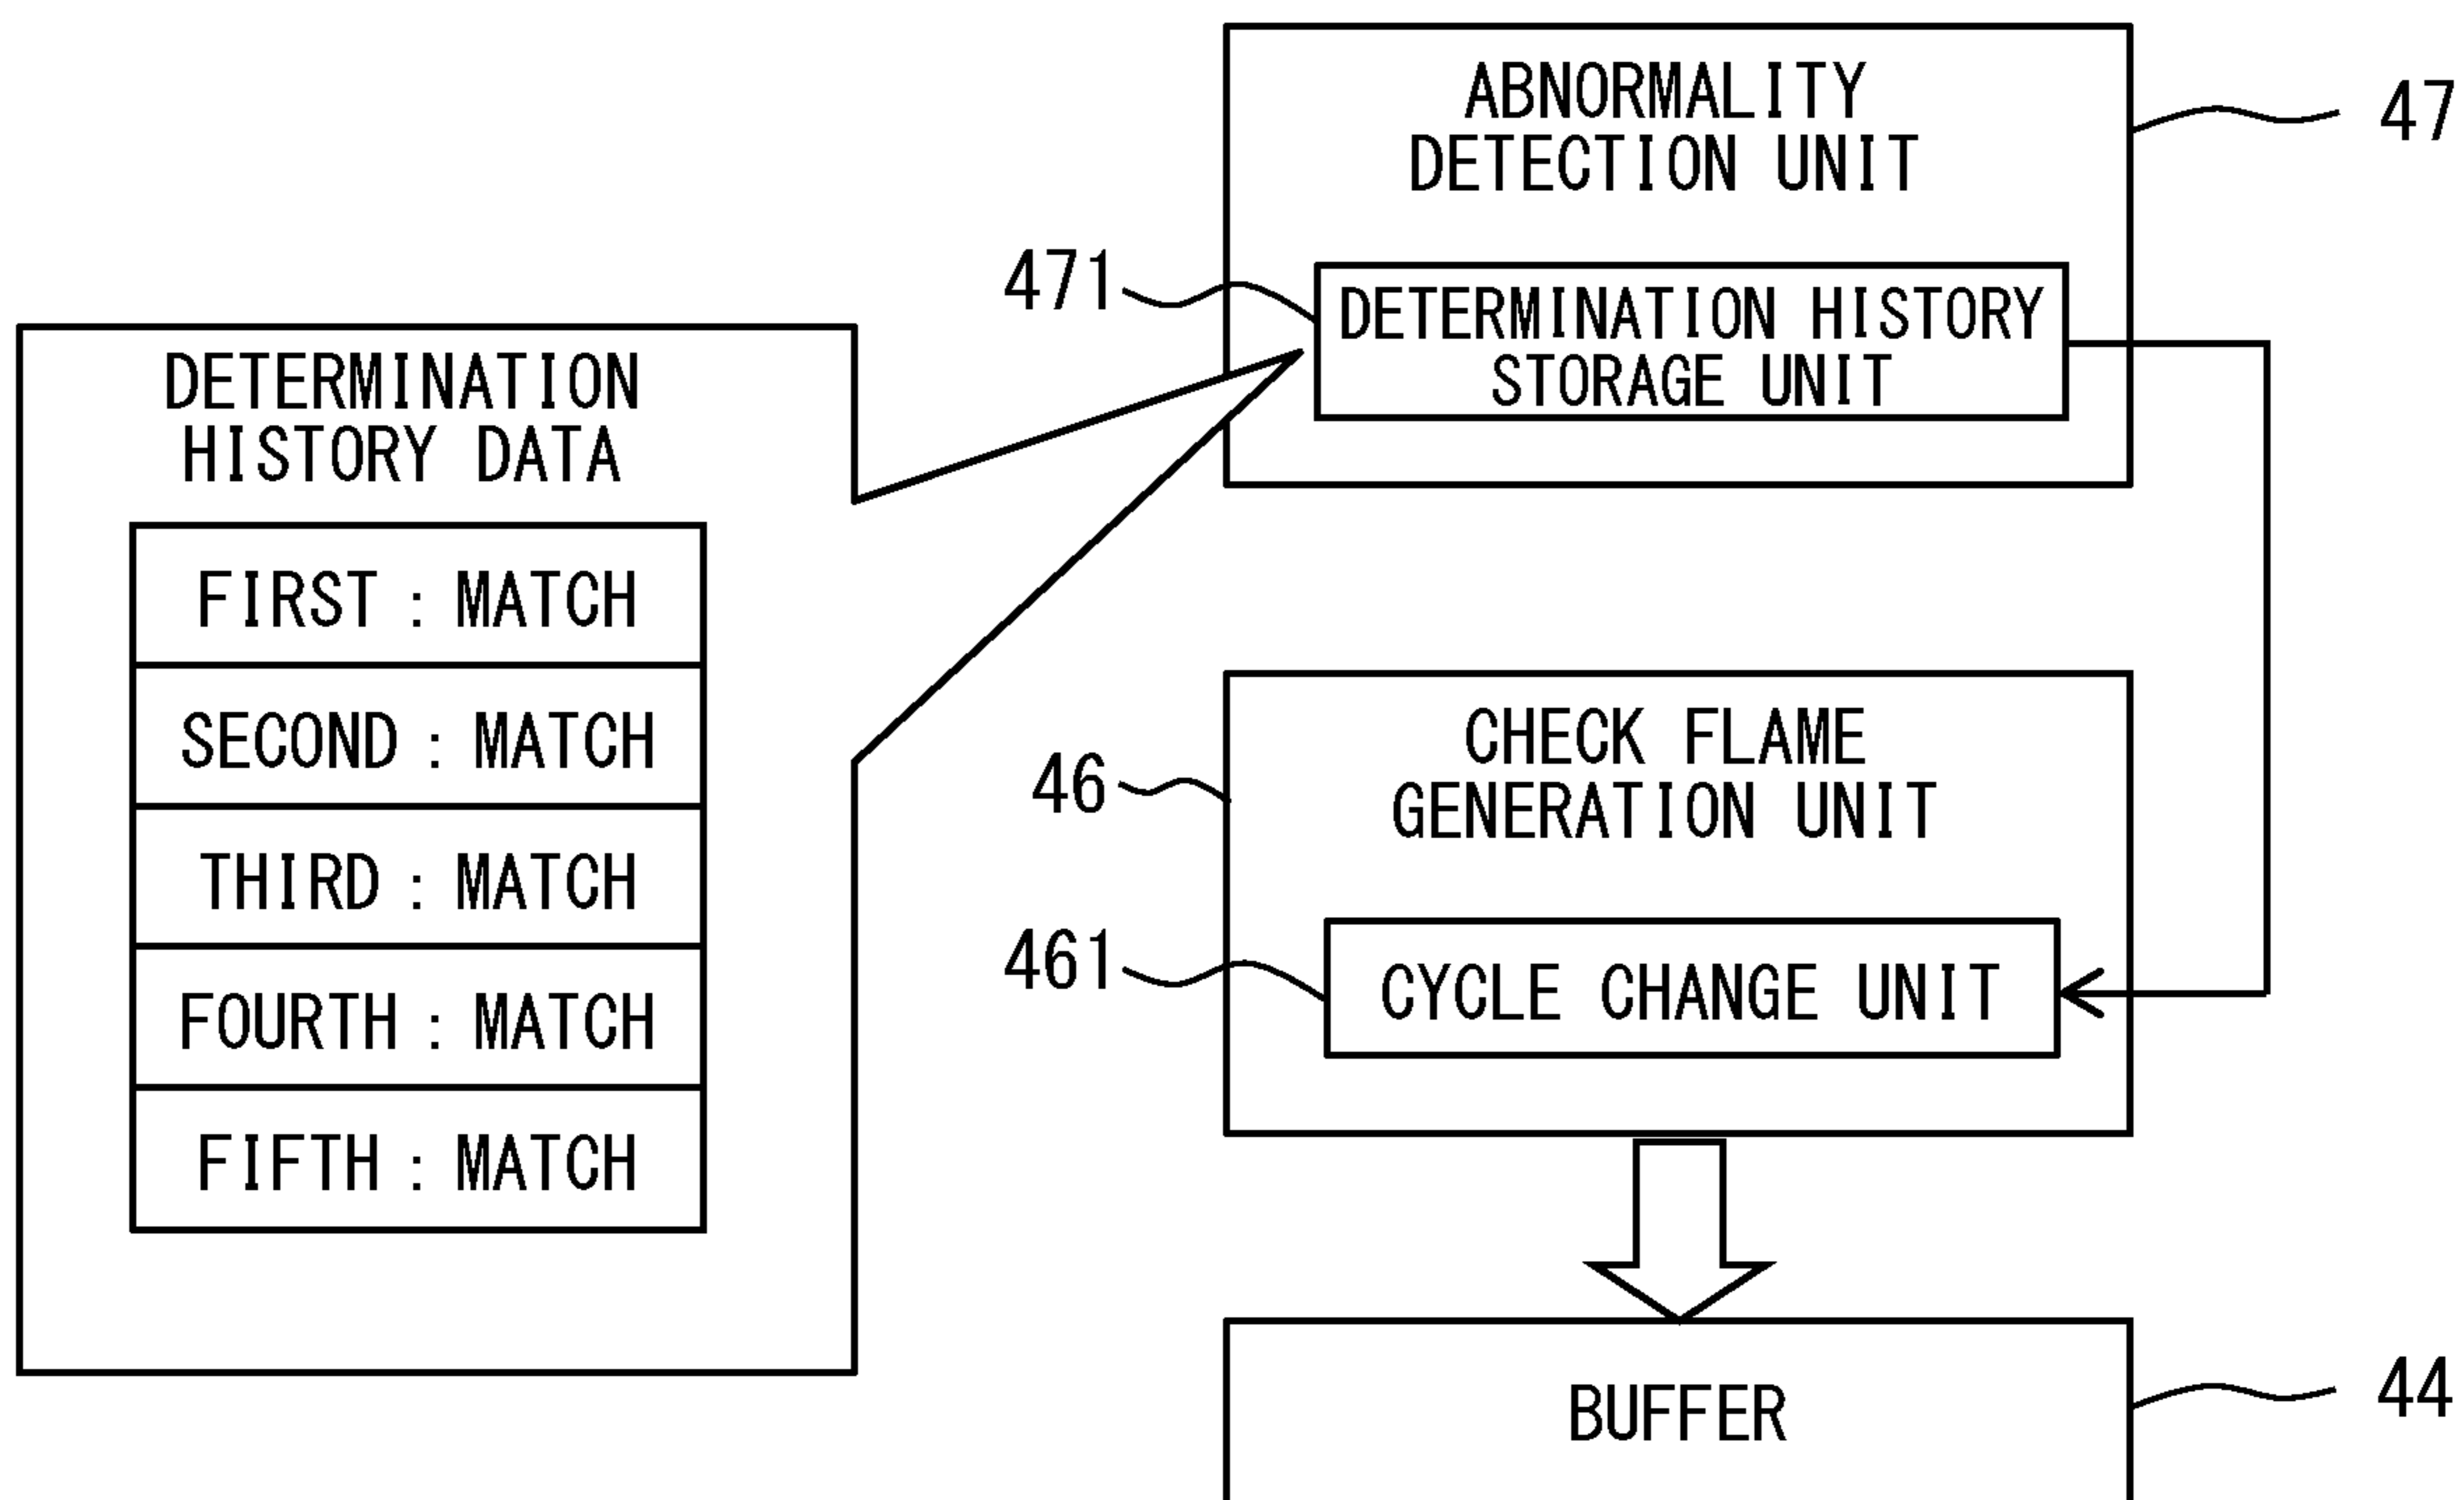 ABNORMALITY
DETECTION UNIT
47
471
DETERMINATION HISTORY
STORAGE UNIT
DETERMINATION
HISTORY DATA
FIRST : MATCH
SECOND : MATCH
THIRD : MATCH
FOURTH : MATCH
FIFTH : MATCH
CHECK FLAME
GENERATION UNIT
46
461
CYCLE CHANGE UNIT
BUFFER
44